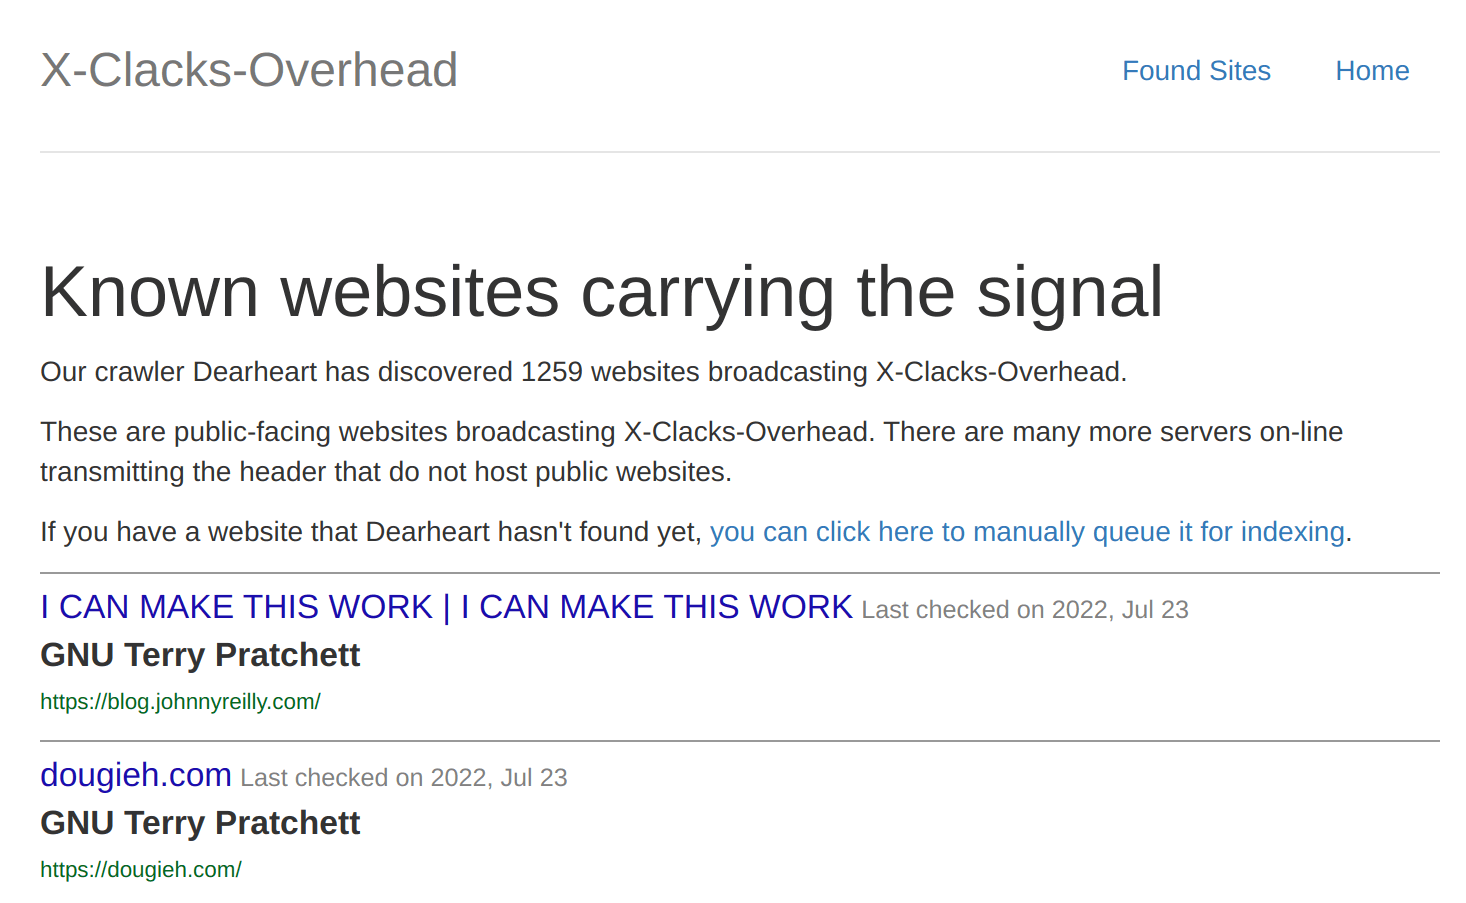 X-Clacks-Overhead
Found Sites
Home
Known websites carrying the signal
Our crawler Dearheart has discovered 1259 websites broadcasting X-Clacks-Overhead.
These are public-facing websites broadcasting X-Clacks-Overhead. There are many more servers on-line
transmitting the header that do not host public websites.
If you have a website that Dearheart hasn't found yet, you can click here to manually queue it for indexing.
I CAN MAKE THIS WORK | I CAN MAKE THIS WORK Last checked on 2022, Jul 23
GNU Terry Pratchett
https://blog.johnnyreilly.com/
dougieh.com Last checked on 2022, Jul 23
GNU Terry Pratchett
https://dougieh.com/